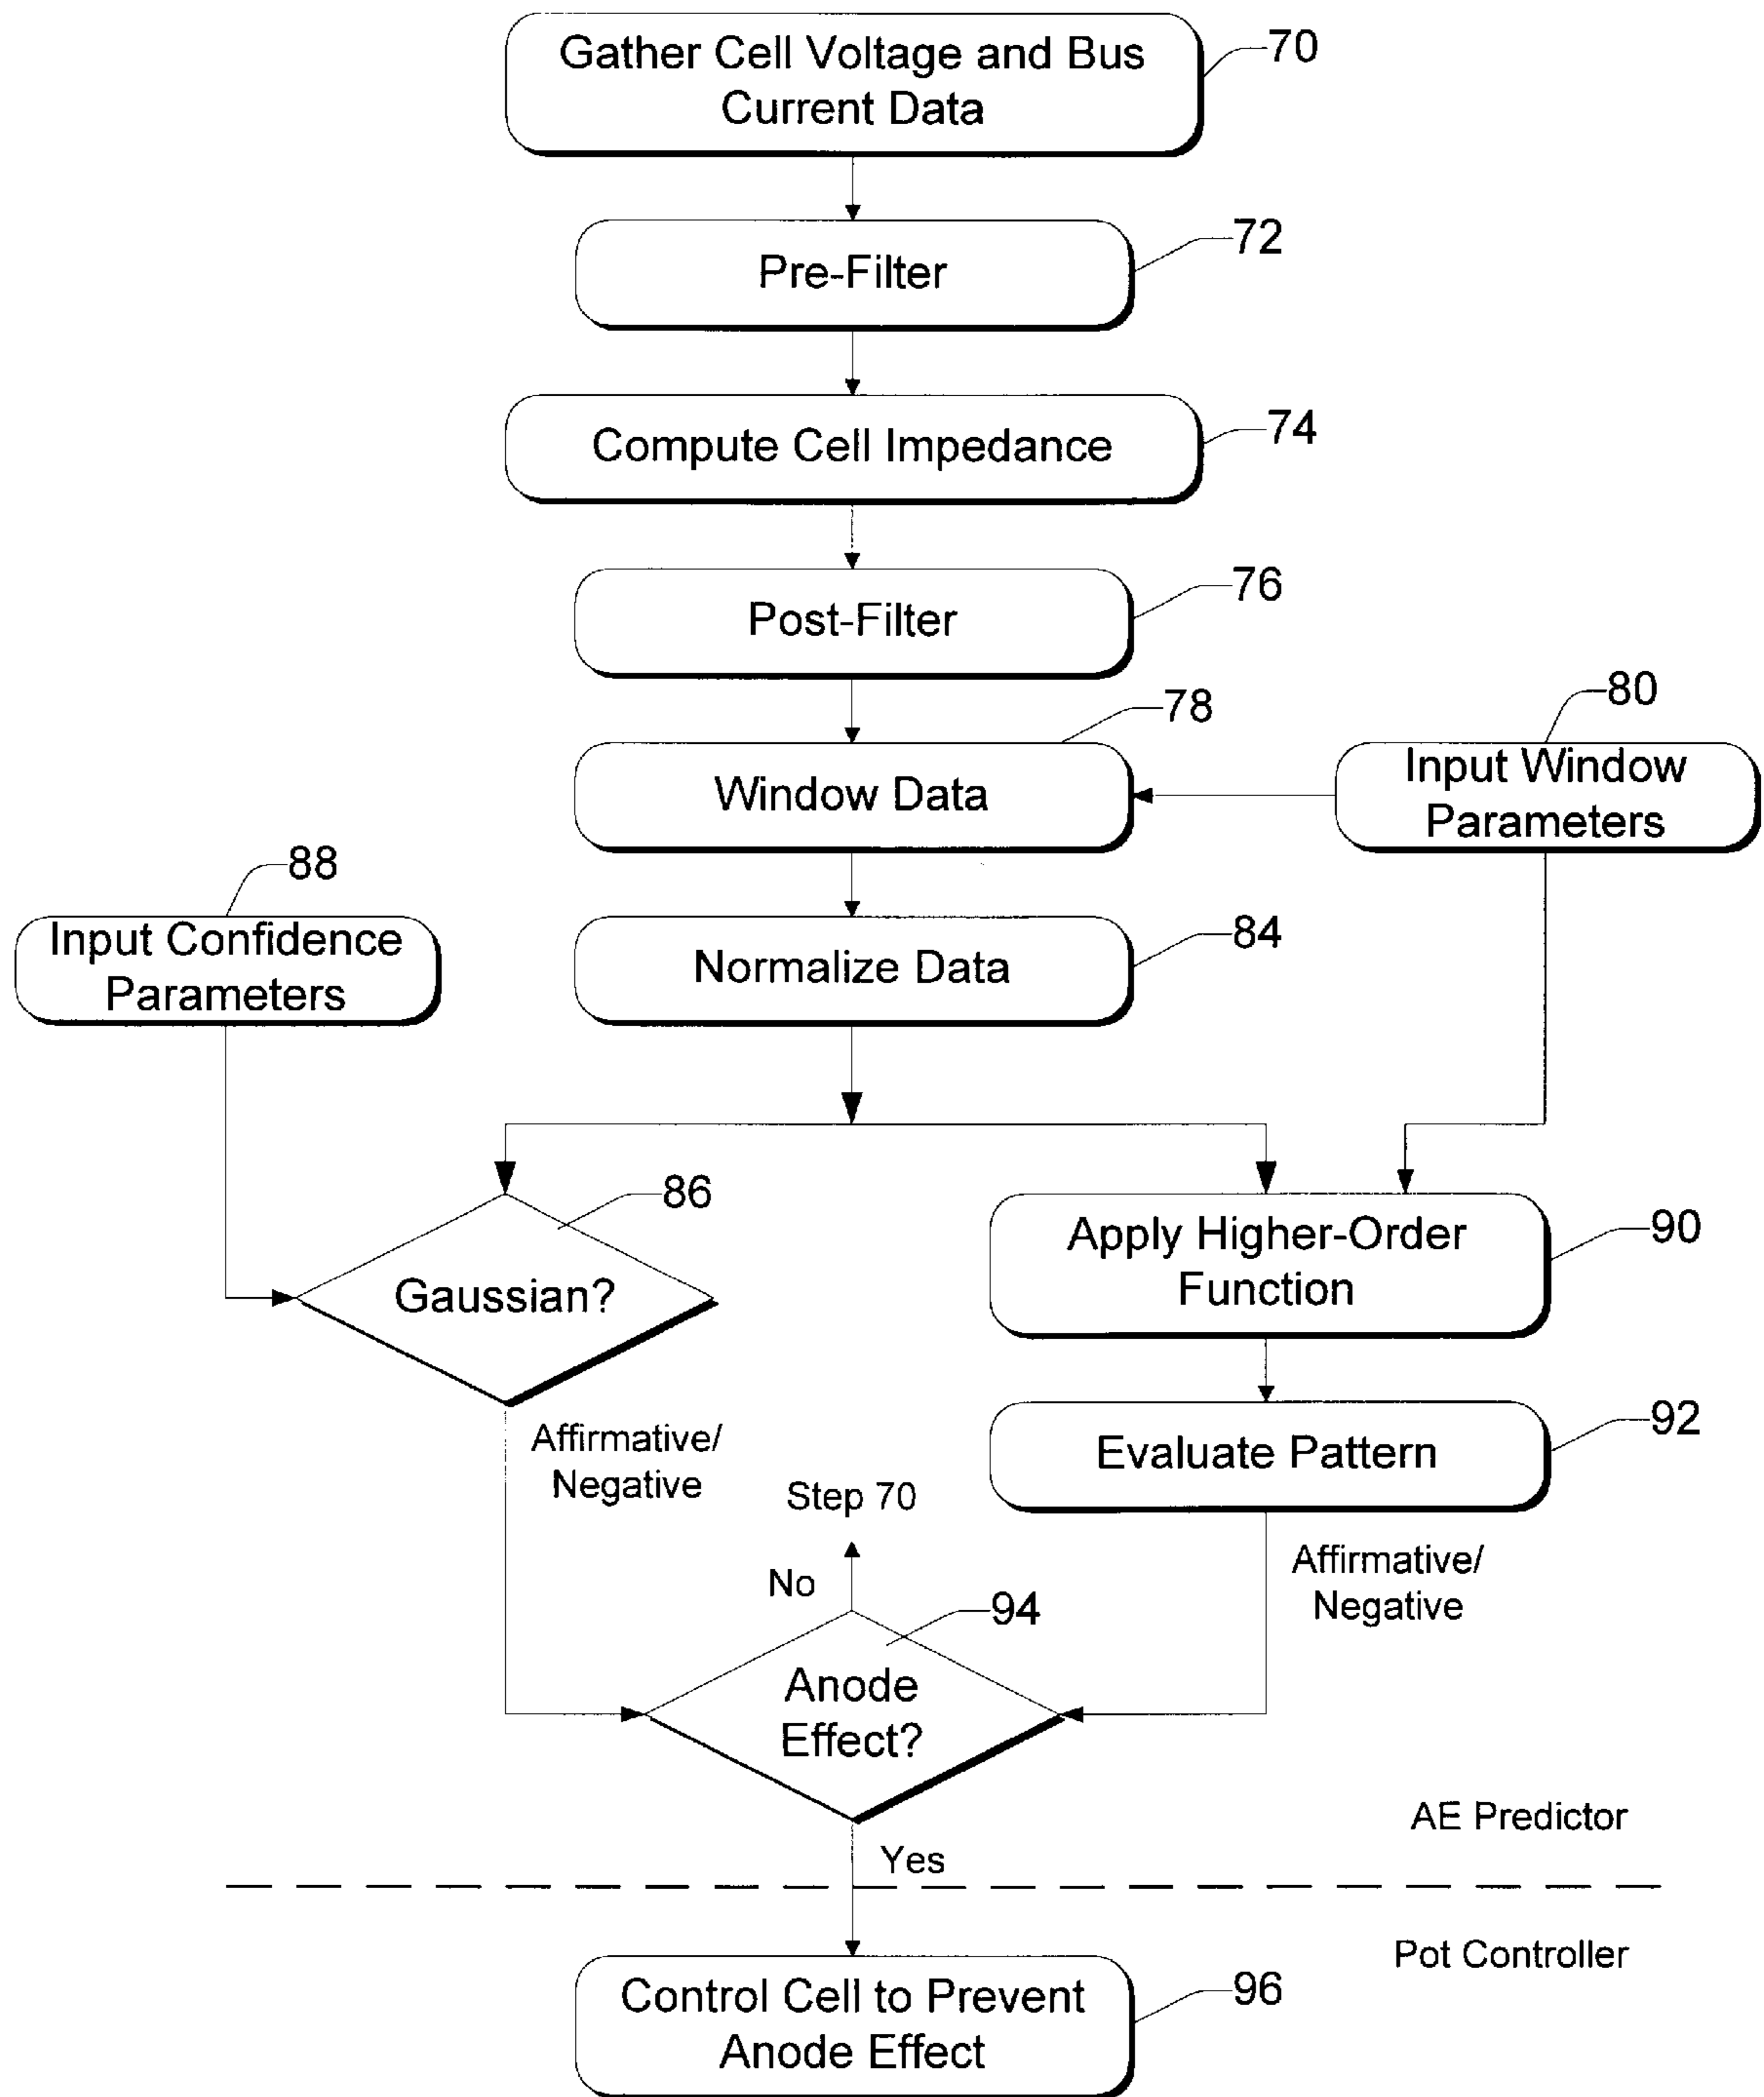 Gather Cell Voltage and Bus
Current Data
70
Pre-Filter
72
Compute Cell Impedance
74
Post-Filter
76
Window Data
78
Input Window
Parameters
80
Input Confidence
Parameters
88
Normalize Data
84
Gaussian?
86
Apply Higher-Order
Function
90
Affirmative/
Negative
Evaluate Pattern
92
Step 70
No
Affirmative/
Negative
Anode
Effect?
94
AE Predictor
Yes
Pot Controller
Control Cell to Prevent
Anode Effect
96